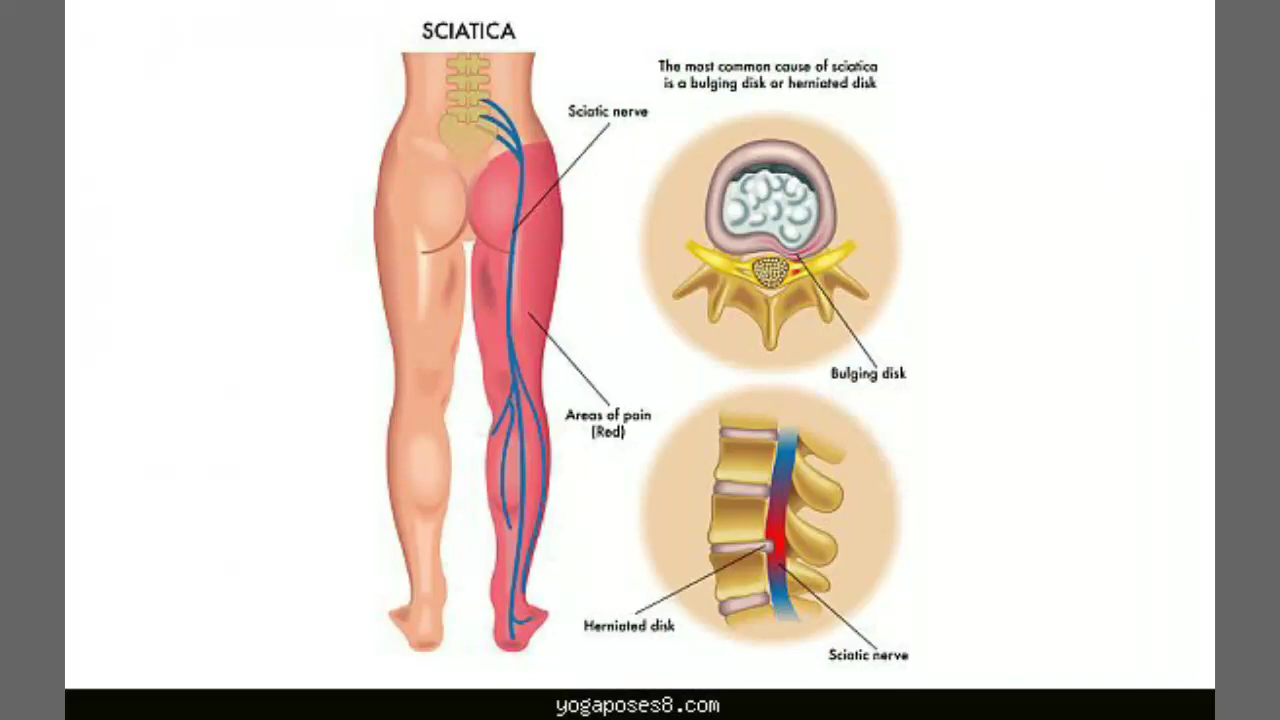 SCIATICA
The most common cause of sciatica
is a bulging disk or herniated disk
Sciatic nerve
Bulging disk
Areas of pain
(Red)
Herniated disk
Sciatic nerve
yogaposes8.com